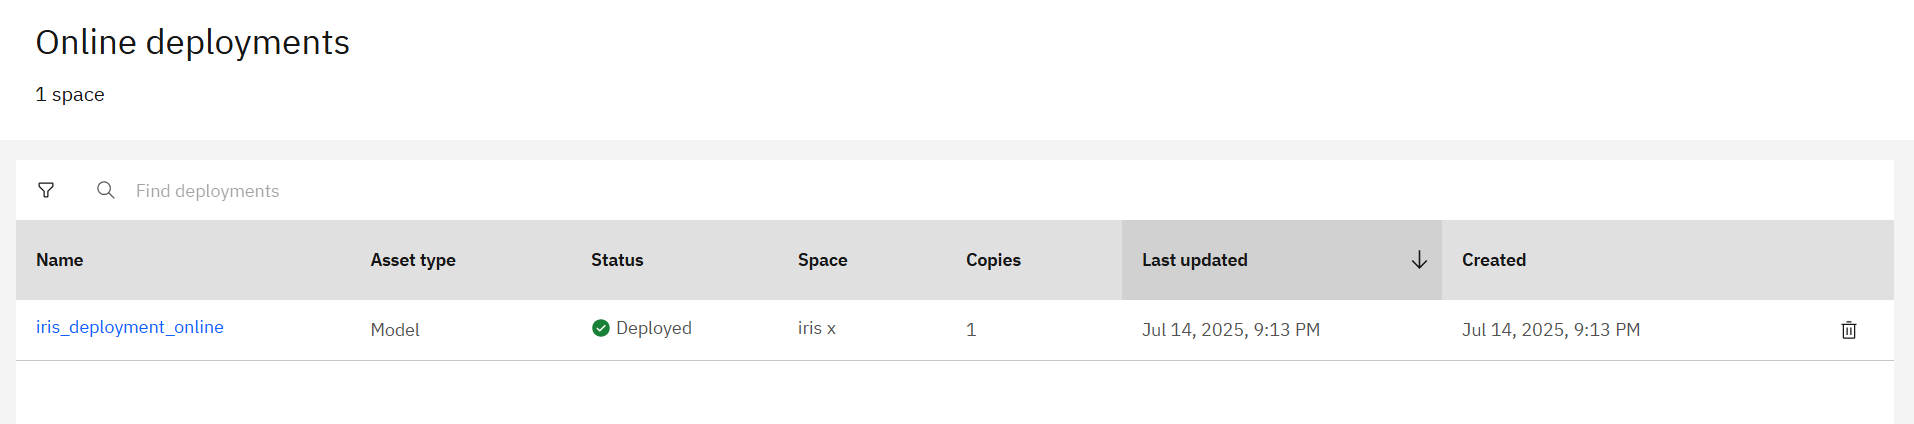 Online deployments
1 space
Find deployments
Name Asset type Status Space Copies Last updated Created
iris_deployment_online Model Deployed iris x 1 Jul 14, 2025, 9:13 PM Jul 14, 2025, 9:13 PM